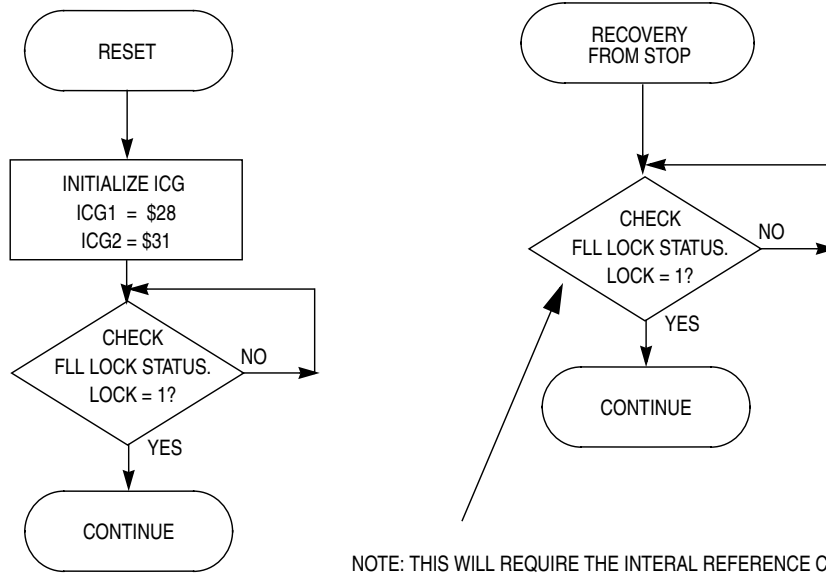 RESET
INITIALIZE ICG
ICG1 = $28
ICG2 = $31
CHECK
FLL LOCK STATUS.
LOCK = 1?
NO
YES
CONTINUE
RECOVERY
FROM STOP
CHECK
FLL LOCK STATUS.
LOCK = 1?
NO
YES
CONTINUE
NOTE: THIS WILL REQUIRE THE INTERAL REFERENCE